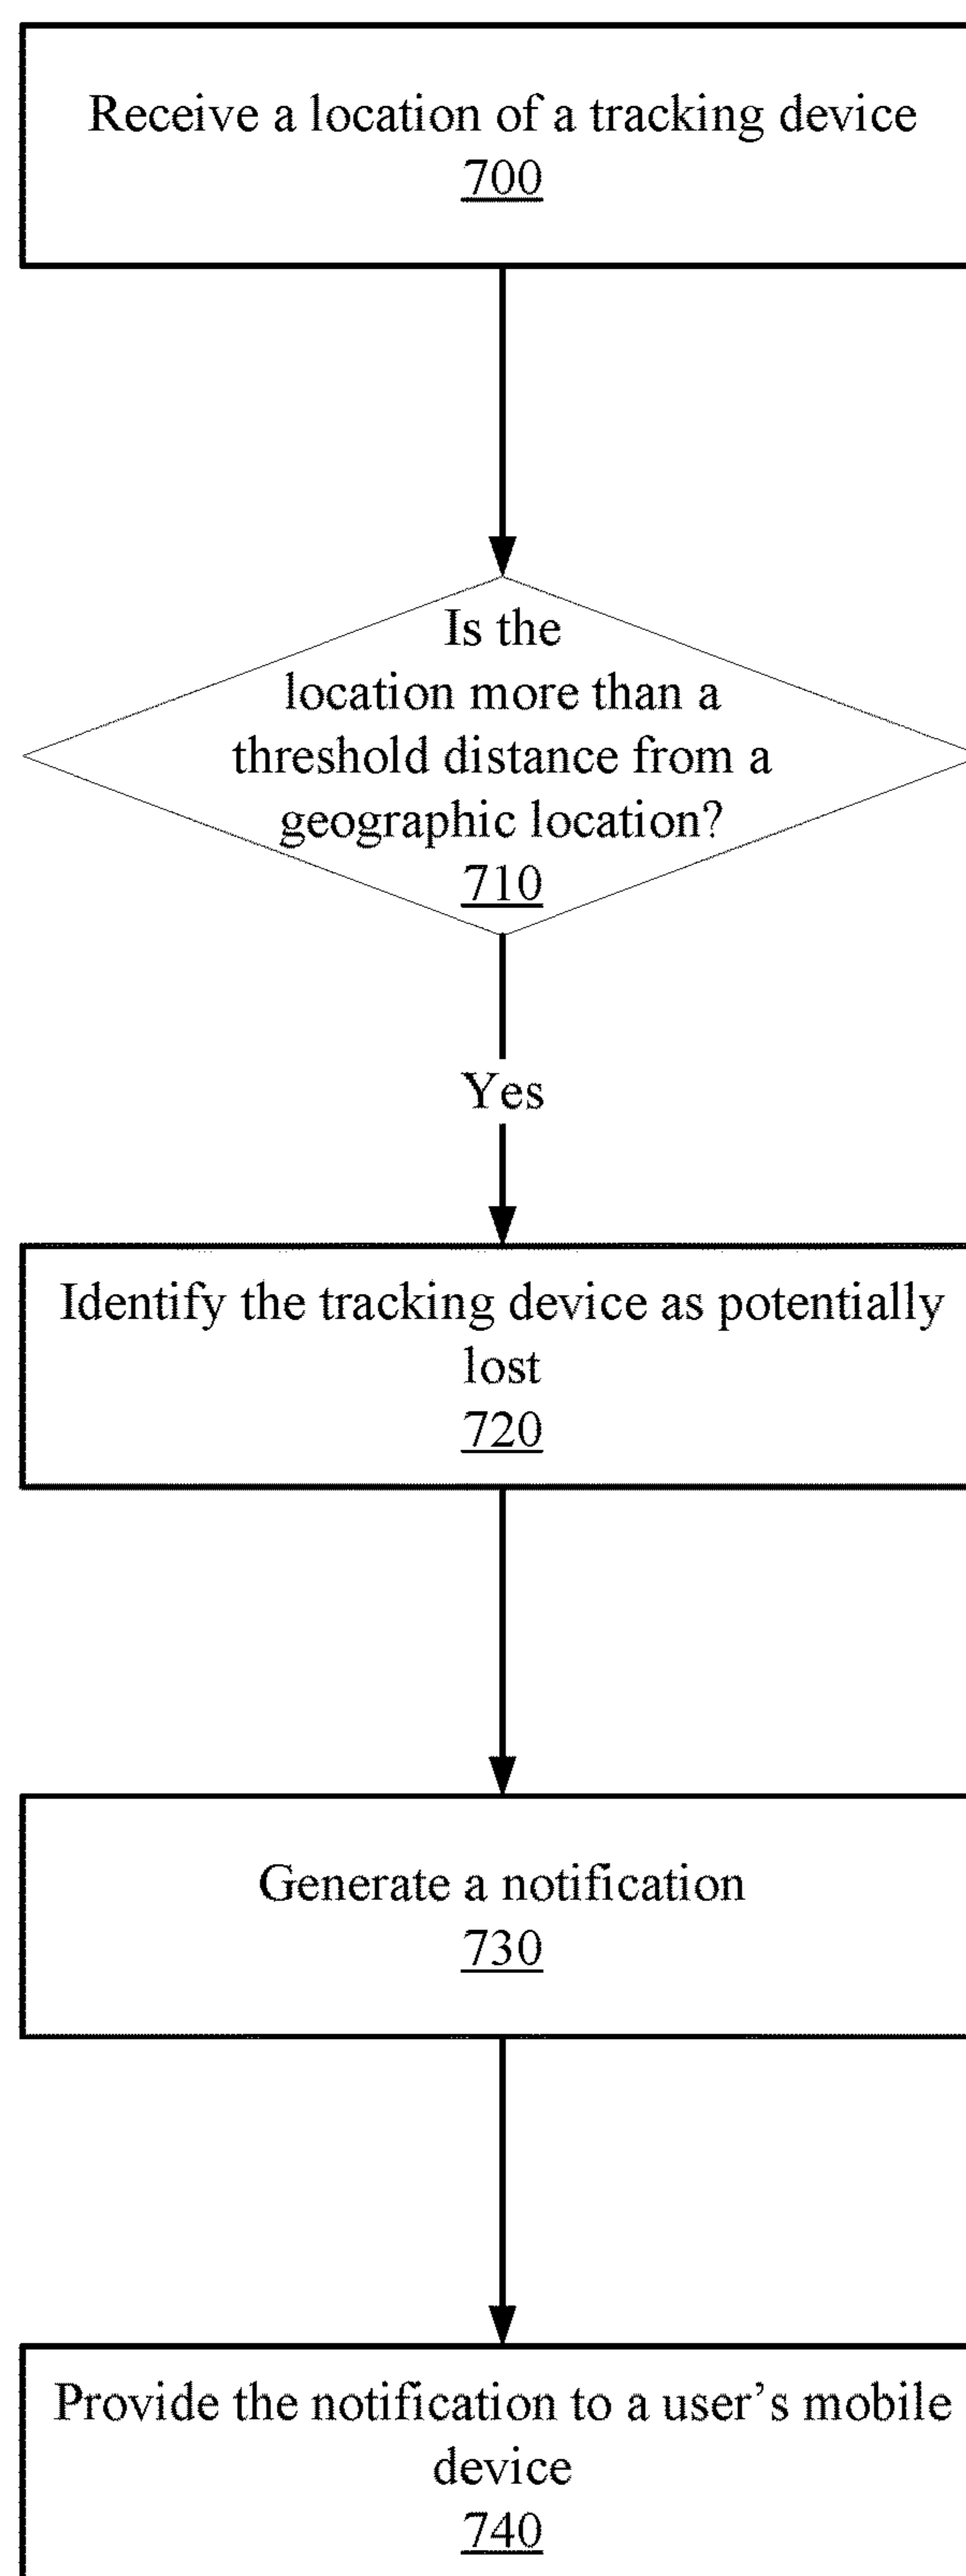 Receive a location of a tracking device
700
Is the
location more than a
threshold distance from a
geographic location?
710
Yes
Identify the tracking device as potentially
lost
720
Generate a notification
730
Provide the notification to a user’s mobile
device
740